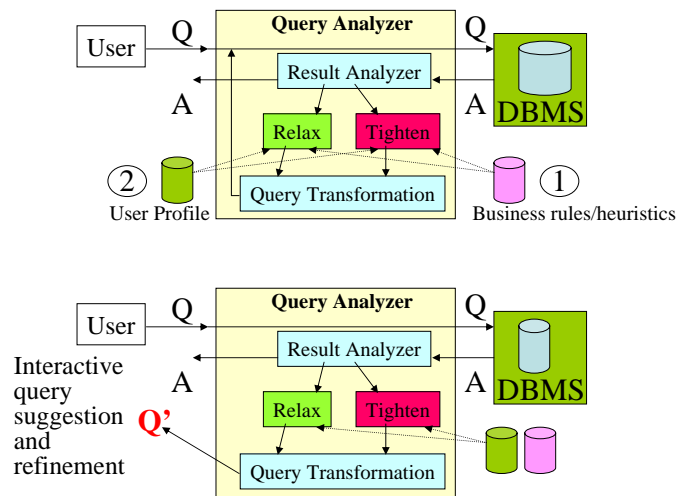 Query Analyzer
User
Q
Q
Result Analyzer
A
A
DBMS
Relax
Tighten
2
1
Query Transformation
User Profile
Business rules/heuristics
Query Analyzer
Q
Q
User
Result Analyzer
Interactive
query
suggestion
and
refinement
A
A
DBMS
Relax
Tighten
Q’
Query Transformation